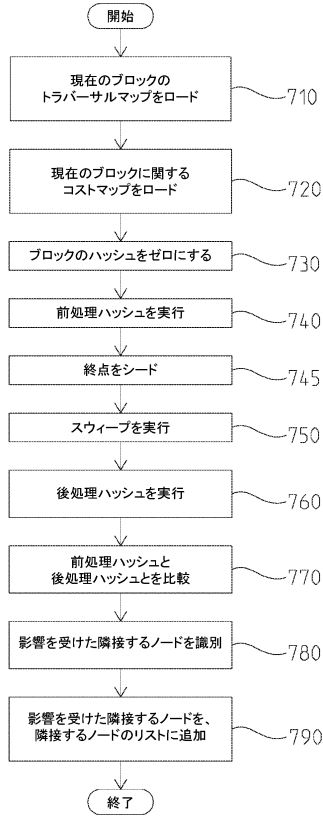 開始
現在のブロックの
トラバーサルマップをロード
710
現在のブロックに関する
コストマップをロード
720
ブロックのハッシュをゼロにする
730
前処理ハッシュを実行
740
終点をシード
745
スウィープを実行
750
後処理ハッシュを実行
760
前処理ハッシュと
後処理ハッシュとを比較
770
影響を受けた隣接するノードを識別
780
影響を受けた隣接するノードを、
隣接するノードのリストに追加
790
終了